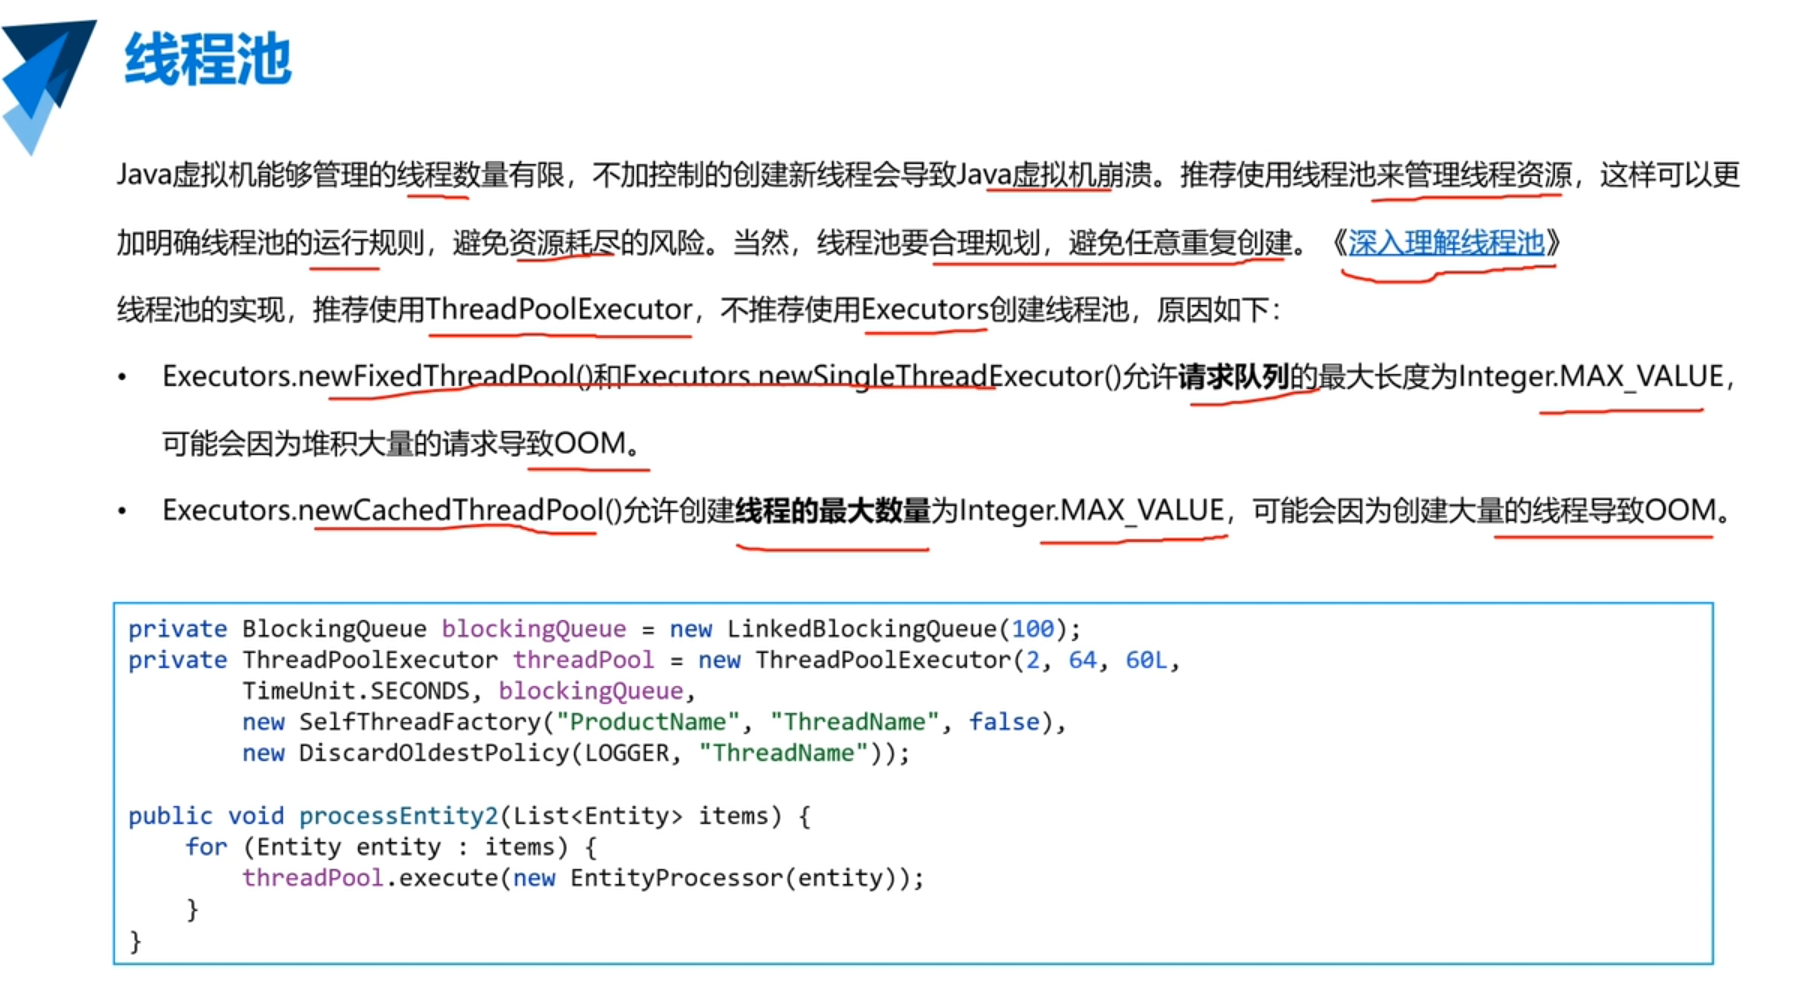 线程池
Java虚拟机能够管理的线程数量有限，不加控制的创建新线程会导致Java虚拟机崩溃。推荐使用线程池来管理线程资源，这样可以更
加明确线程池的运行规则，避免资源耗尽的风险。当然，线程池要合理规划，避免任意重复创建。《深入理解线程池》
线程池的实现，推荐使用ThreadPoolExecutor，不推荐使用Executors创建线程池，原因如下：
• Executors.newFixedThreadPool()和Executors.newSingleThreadExecutor()允许请求队列的最大长度为Integer.MAX_VALUE，
可能会因为堆积大量的请求导致OOM。
• Executors.newCachedThreadPool()允许创建线程的最大数量为Integer.MAX_VALUE，可能会因为创建大量的线程导致OOM。
private BlockingQueue blockingQueue = new LinkedBlockingQueue(100);
private ThreadPoolExecutor threadPool = new ThreadPoolExecutor(2, 64, 60L,
        TimeUnit.SECONDS, blockingQueue,
        new SelfThreadFactory("ProductName", "ThreadName", false),
        new DiscardOldestPolicy(LOGGER, "ThreadName"));
public void processEntity2(List<Entity> items) {
    for (Entity entity : items) {
        threadPool.execute(new EntityProcessor(entity));
    }
}